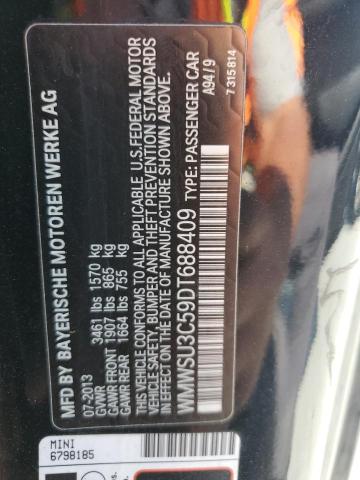 MFD BY BAYERISCHE MOTOREN WERKE AG
07-2013
GVWR 3461 lbs 1570 kg
GAWR FRONT 1907 lbs 865 kg
GAWR REAR 1664 lbs 755 kg
THIS VEHICLE CONFORMS TO ALL APPLICABLE U.S. FEDERAL MOTOR
VEHICLE SAFETY, BUMPER AND THEFT PREVENTION STANDARDS
IN EFFECT ON THE DATE OF MANUFACTURE SHOWN ABOVE.
WMWSU3C59DT688409 TYPE: PASSENGER CAR
A94/9
7315814
MINI
6798185